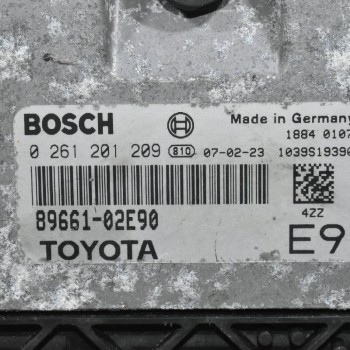 BOSCH Made in Germany
1884 0107
0 261 201 209 810 07-02-23 1039S19390
89661-02E90 4ZZ
TOYOTA E9